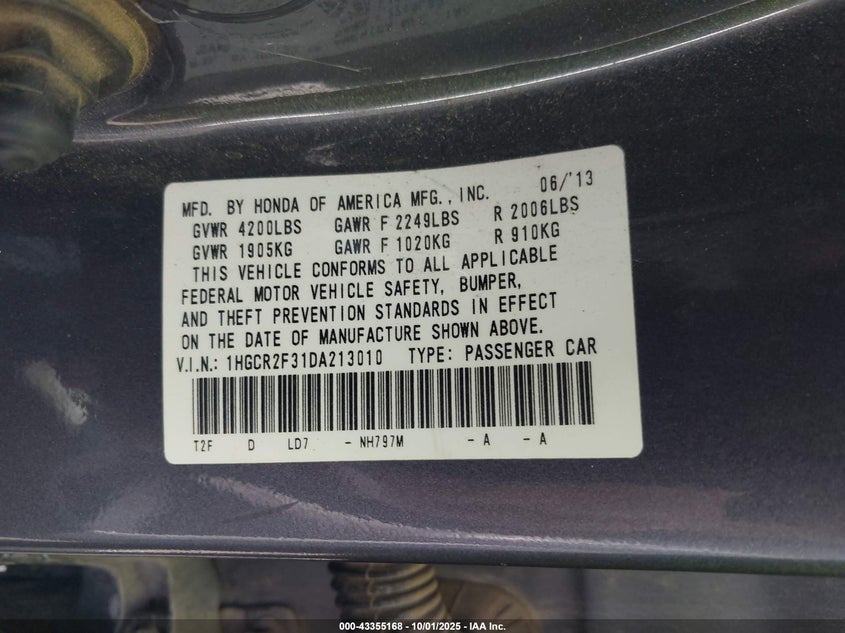 MFD. BY HONDA OF AMERICA MFG., INC. 06/'13
GVWR 4200LBS GAWR F 2249LBS R 2006LBS
GVWR 1905KG GAWR F 1020KG R 910KG
THIS VEHICLE CONFORMS TO ALL APPLICABLE
FEDERAL MOTOR VEHICLE SAFETY, BUMPER,
AND THEFT PREVENTION STANDARDS IN EFFECT
ON THE DATE OF MANUFACTURE SHOWN ABOVE.
V.I.N.: 1HGCR2F31DA213010 TYPE: PASSENGER CAR
T2F D LD7 - NH797M - A - A
000-43355168 - 10/01/2025 - IAA Inc.